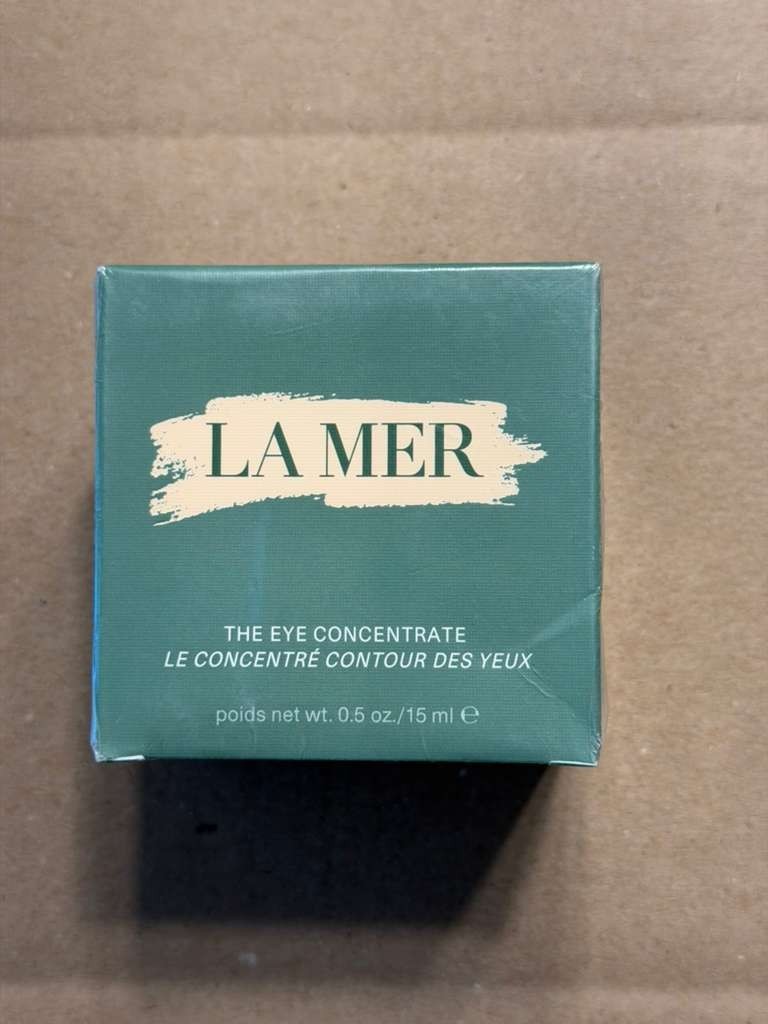 LA MER
THE EYE CONCENTRATE
LE CONCENTRÉ CONTOUR DES YEUX
poids net wt. 0.5 oz./15 ml ℮